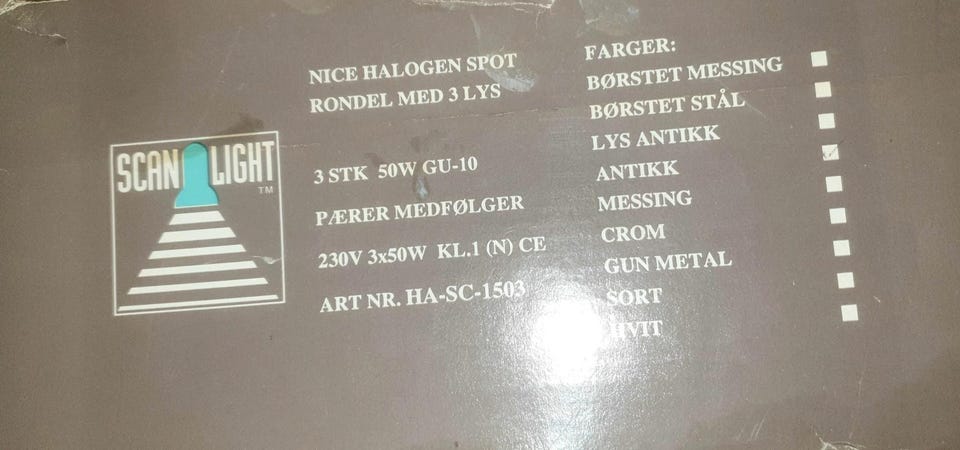 SCAN LIGHT
TM
NICE HALOGEN SPOT
RONDEL MED 3 LYS
3 STK 50W GU-10
PÆRER MEDFØLGER
230V 3x50W KL.1 (N) CE
ART NR. HA-SC-1503
FARGER:
BØRSTET MESSING
BØRSTET STÅL
LYS ANTIKK
ANTIKK
MESSING
CROM
GUN METAL
SORT
HVIT